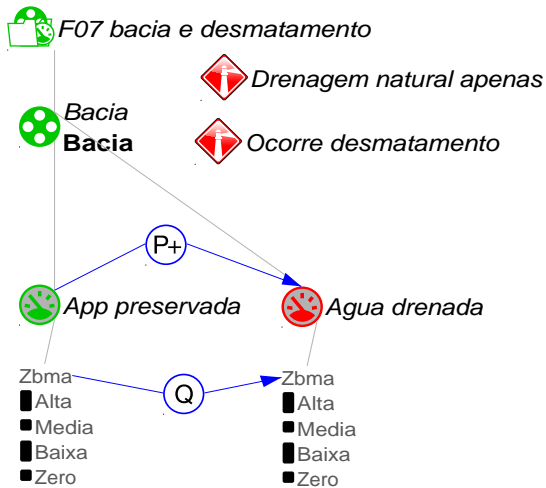 F07 bacia e desmatamento
Drenagem natural apenas
Bacia
Bacia
Ocorre desmatamento
P+
App preservada
Agua drenada
Zbma
Alta
Media
Baixa
Zero
Q
Zbma
Alta
Media
Baixa
Zero